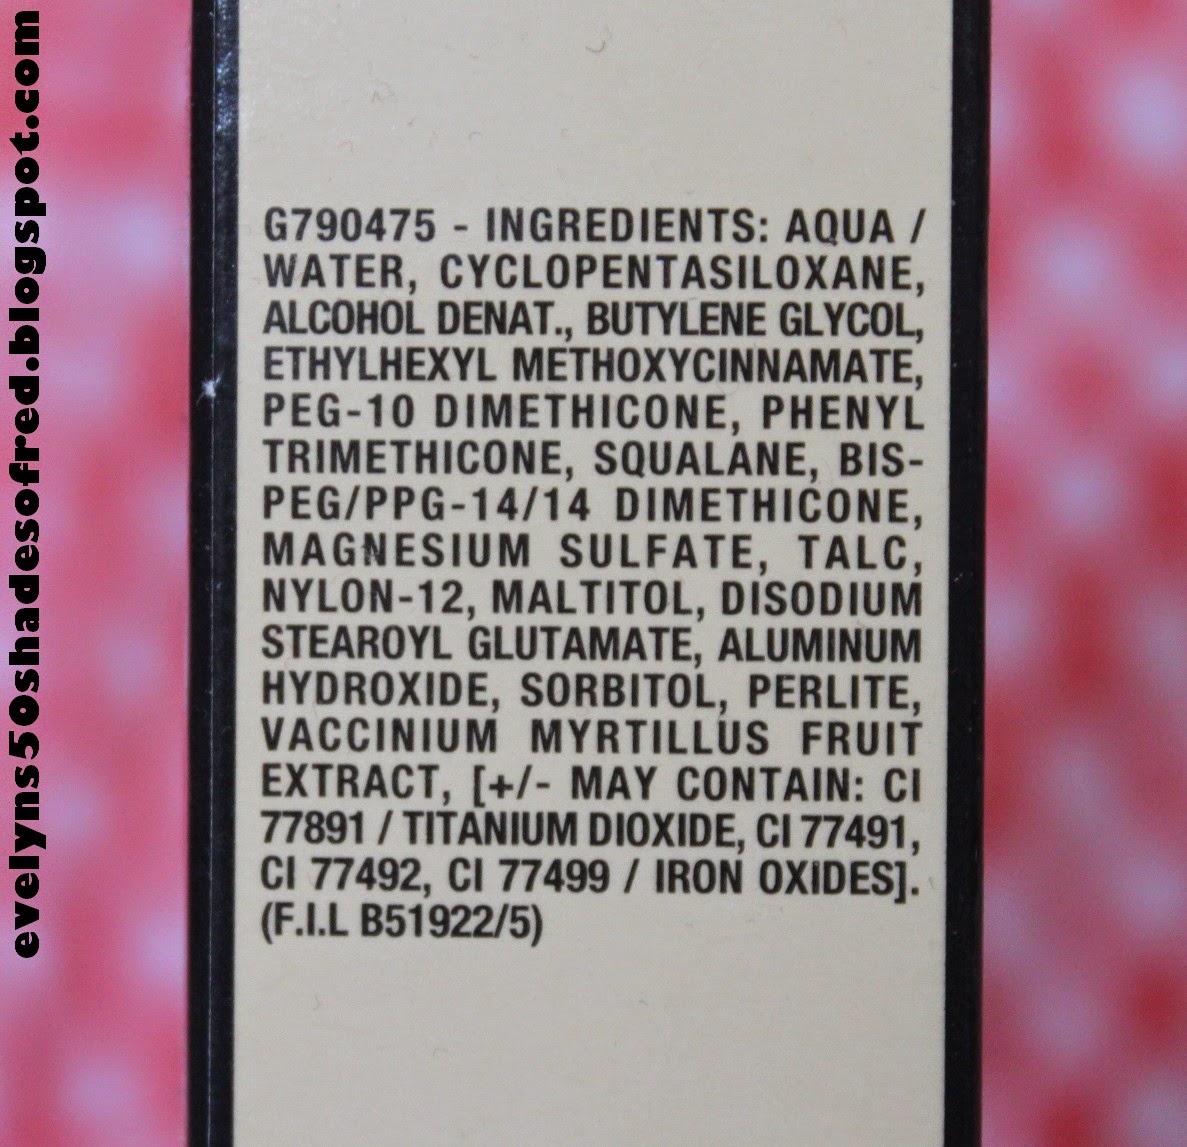 evelyns50shadesofred.blogspot.com
G790475 - INGREDIENTS: AQUA /
WATER, CYCLOPENTASILOXANE,
ALCOHOL DENAT., BUTYLENE GLYCOL,
ETHYLHEXYL METHOXYCINNAMATE,
PEG-10 DIMETHICONE, PHENYL
TRIMETHICONE, SQUALANE, BIS-
PEG/PPG-14/14 DIMETHICONE,
MAGNESIUM SULFATE, TALC,
NYLON-12, MALTITOL, DISODIUM
STEAROYL GLUTAMATE, ALUMINUM
HYDROXIDE, SORBITOL, PERLITE,
VACCINIUM MYRTILLUS FRUIT
EXTRACT, [+/- MAY CONTAIN: CI
77891 / TITANIUM DIOXIDE, CI 77491,
CI 77492, CI 77499 / IRON OXIDES].
(F.I.L B51922/5)